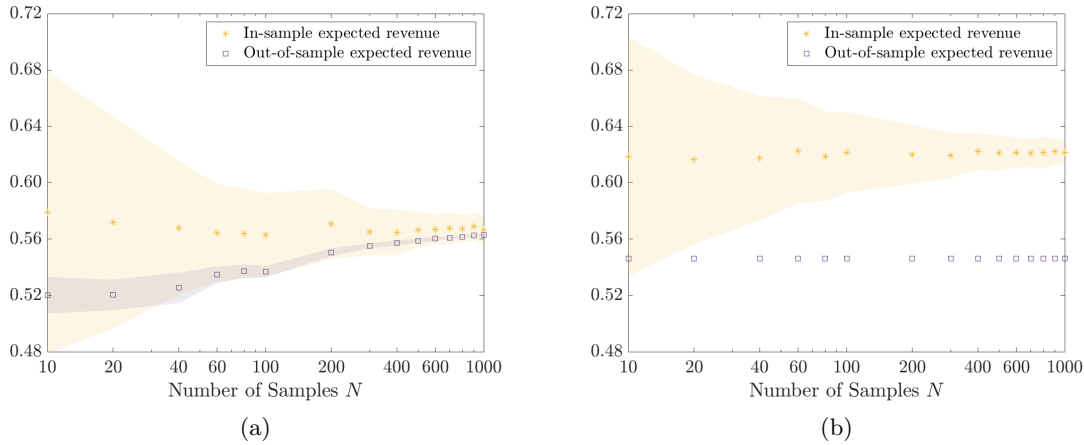 0.72
0.68
0.64
0.60
0.56
0.52
0.48
In-sample expected revenue
Out-of-sample expected revenue
10 20 40 60 100 200 400 600 1000
Number of Samples N
(a)
0.72
0.68
0.64
0.60
0.56
0.52
0.48
In-sample expected revenue
Out-of-sample expected revenue
10 20 40 60 100 200 400 600 1000
Number of Samples N
(b)